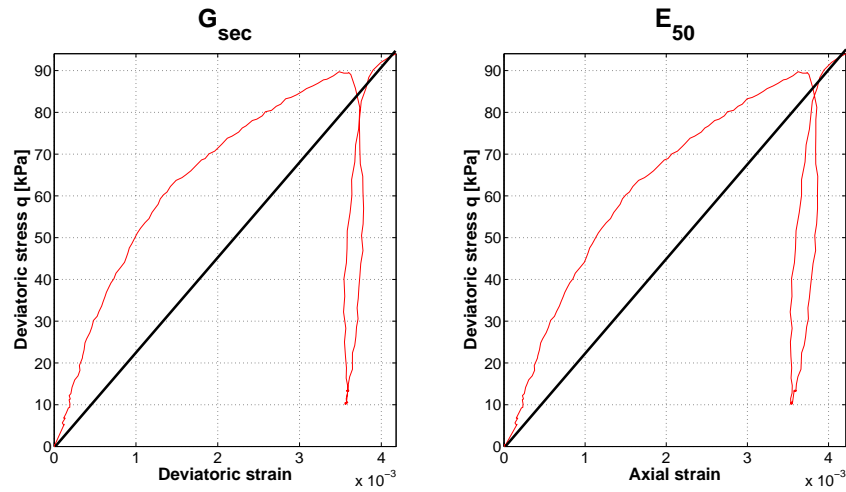 G_sec
Deviatoric stress q [kPa]
90
80
70
60
50
40
30
20
10
0
0 1 2 3 4
Deviatoric strain
x 10^-3
E_50
Deviatoric stress q [kPa]
90
80
70
60
50
40
30
20
10
0
0 1 2 3 4
Axial strain
x 10^-3